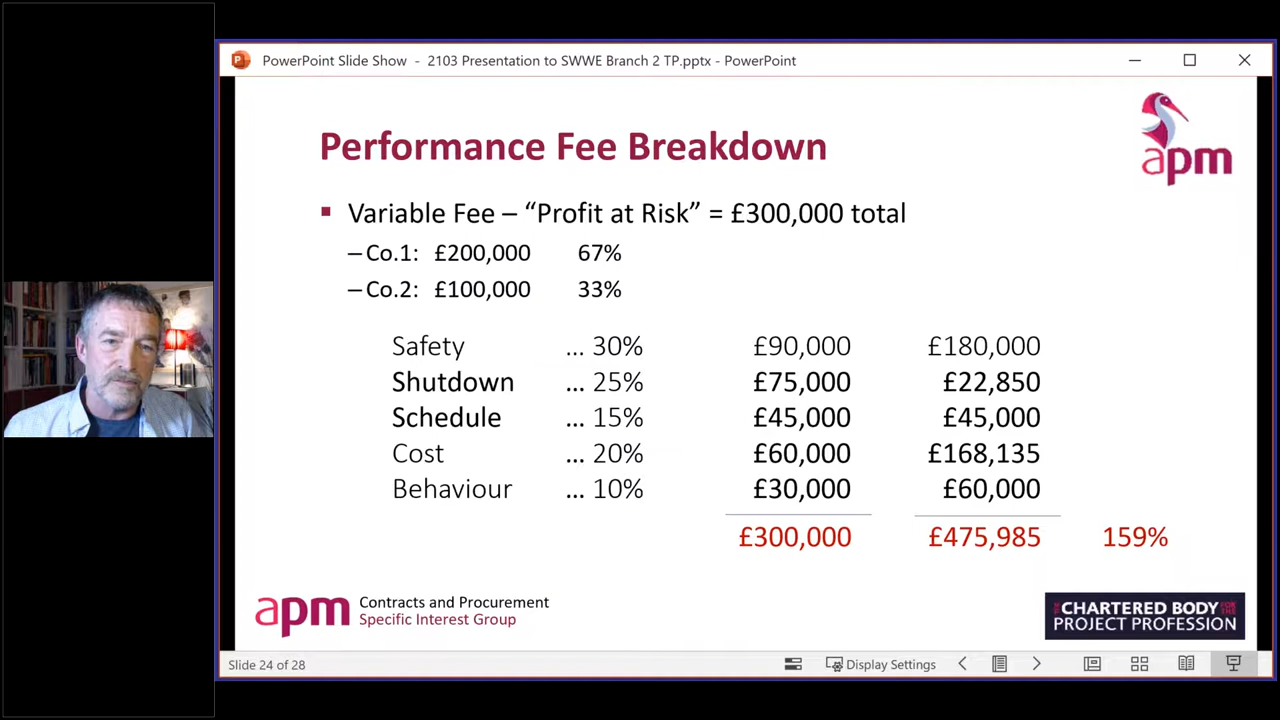 PowerPoint Slide Show - 2103 Presentation to SWWE Branch 2 TP.pptx - PowerPoint
apm
Performance Fee Breakdown
▪ Variable Fee – “Profit at Risk” = £300,000 total
– Co.1: £200,000 67%
– Co.2: £100,000 33%
Safety ... 30% £90,000 £180,000
Shutdown ... 25% £75,000 £22,850
Schedule ... 15% £45,000 £45,000
Cost ... 20% £60,000 £168,135
Behaviour ... 10% £30,000 £60,000
£300,000 £475,985 159%
apm
Contracts and Procurement
Specific Interest Group
THE CHARTERED BODY FOR THE
PROJECT PROFESSION
Slide 24 of 28
Display Settings